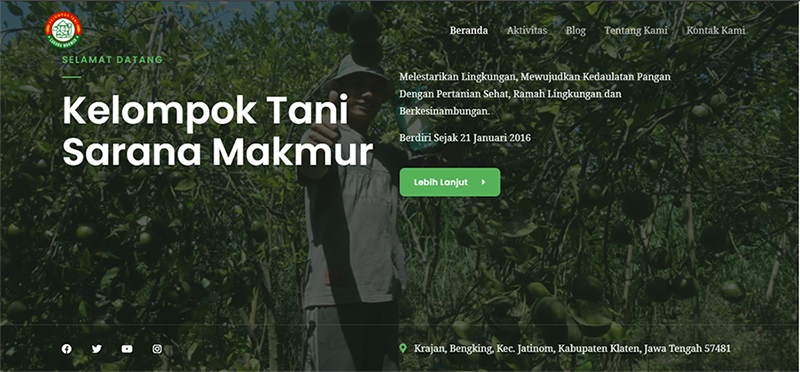 Beranda Aktivitas Blog Tentang Kami Kontak Kami
SELAMAT DATANG
Kelompok Tani
Sarana Makmur
Melestarikan Lingkungan, Mewujudkan Kedaulatan Pangan
Dengan Pertanian Sehat, Ramah Lingkungan dan
Berkesinambungan.
Berdiri Sejak 21 Januari 2016
Lebih Lanjut
Krajan, Bengking, Kec. Jatinom, Kabupaten Klaten, Jawa Tengah 57481